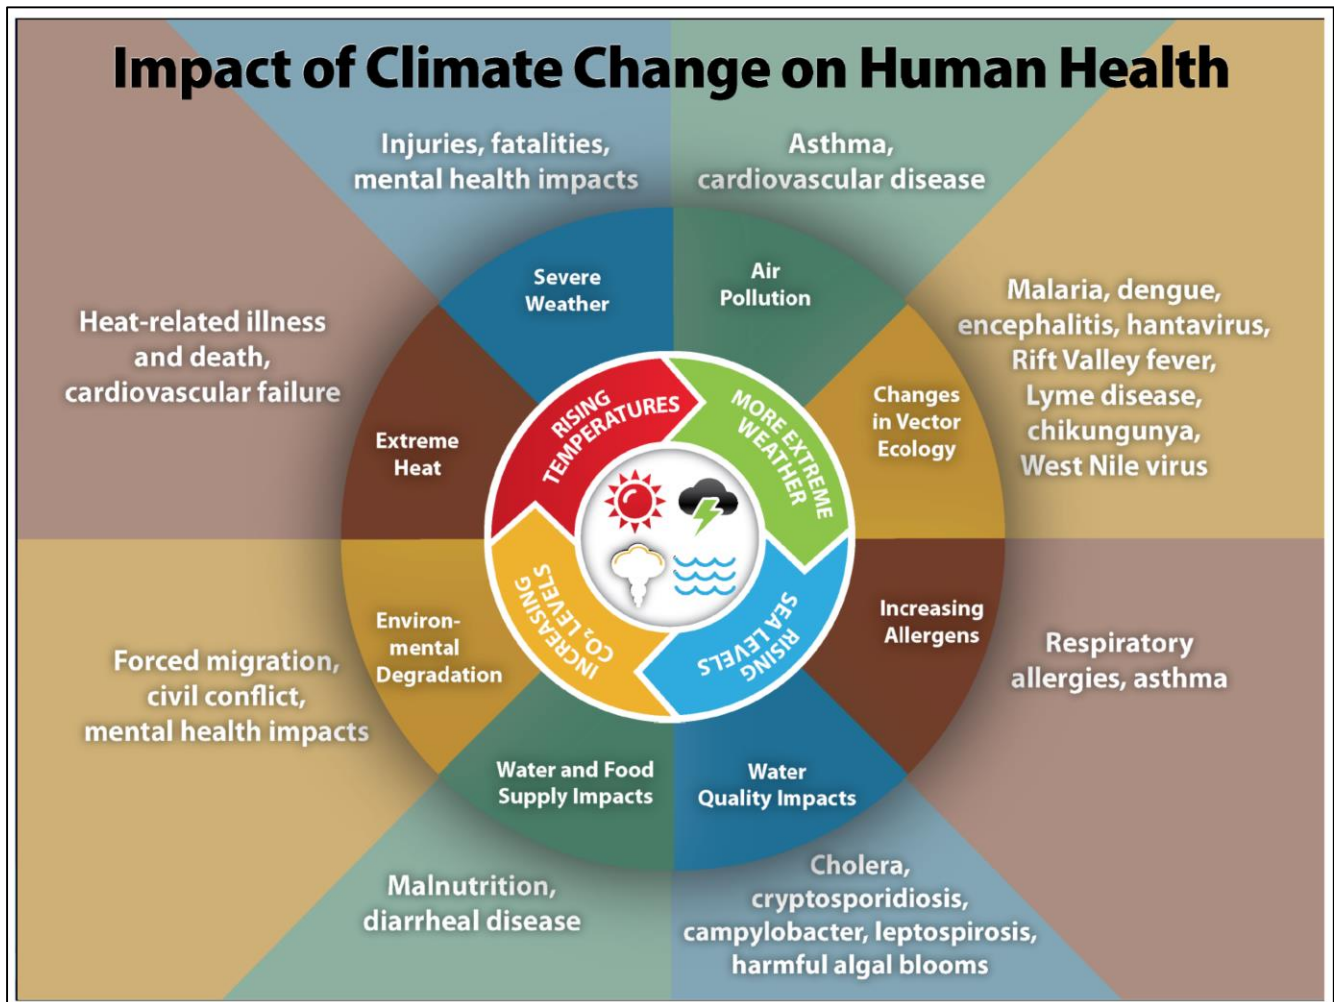 Impact of Climate Change on Human Health
Injuries, fatalities,
mental health impacts
Asthma,
cardiovascular disease
Severe
Weather
Air
Pollution
Heat-related illness
and death,
cardiovascular failure
Extreme
Heat
Changes
in Vector
Ecology
Malaria, dengue,
encephalitis, hantavirus,
Rift Valley fever,
Lyme disease,
chikungunya,
West Nile virus
RISING
TEMPERATURES
MORE EXTREME
WEATHER
RISING
SEA LEVELS
INCREASING
CO₂ LEVELS
Environ-
mental
Degradation
Forced migration,
civil conflict,
mental health impacts
Increasing
Allergens
Respiratory
allergies, asthma
Water and Food
Supply Impacts
Water
Quality Impacts
Malnutrition,
diarrheal disease
Cholera,
cryptosporidiosis,
campylobacter, leptospirosis,
harmful algal blooms